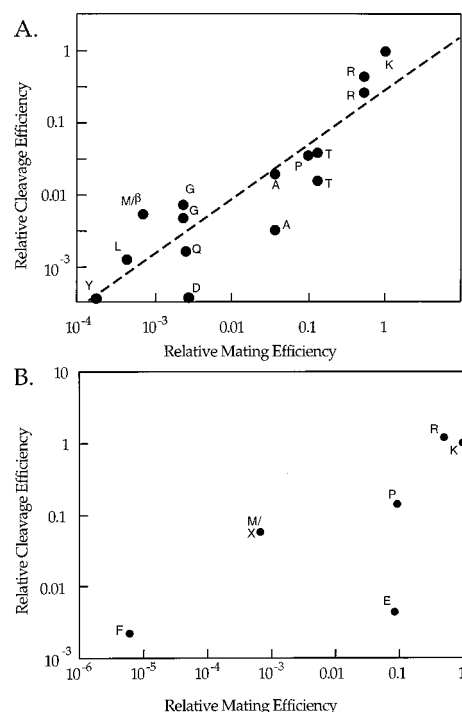 A.
Relative Cleavage Efficiency
1
0.1
0.01
10-3
K
R
R
P
T
T
A
A
G
G
M/β
Q
L
Y
D
10-4
10-3
0.01
0.1
1
Relative Mating Efficiency
B.
Relative Cleavage Efficiency
10
1
0.1
0.01
10-3
R
K
P
M/
X
E
F
10-6
10-5
10-4
10-3
0.01
0.1
1
Relative Mating Efficiency